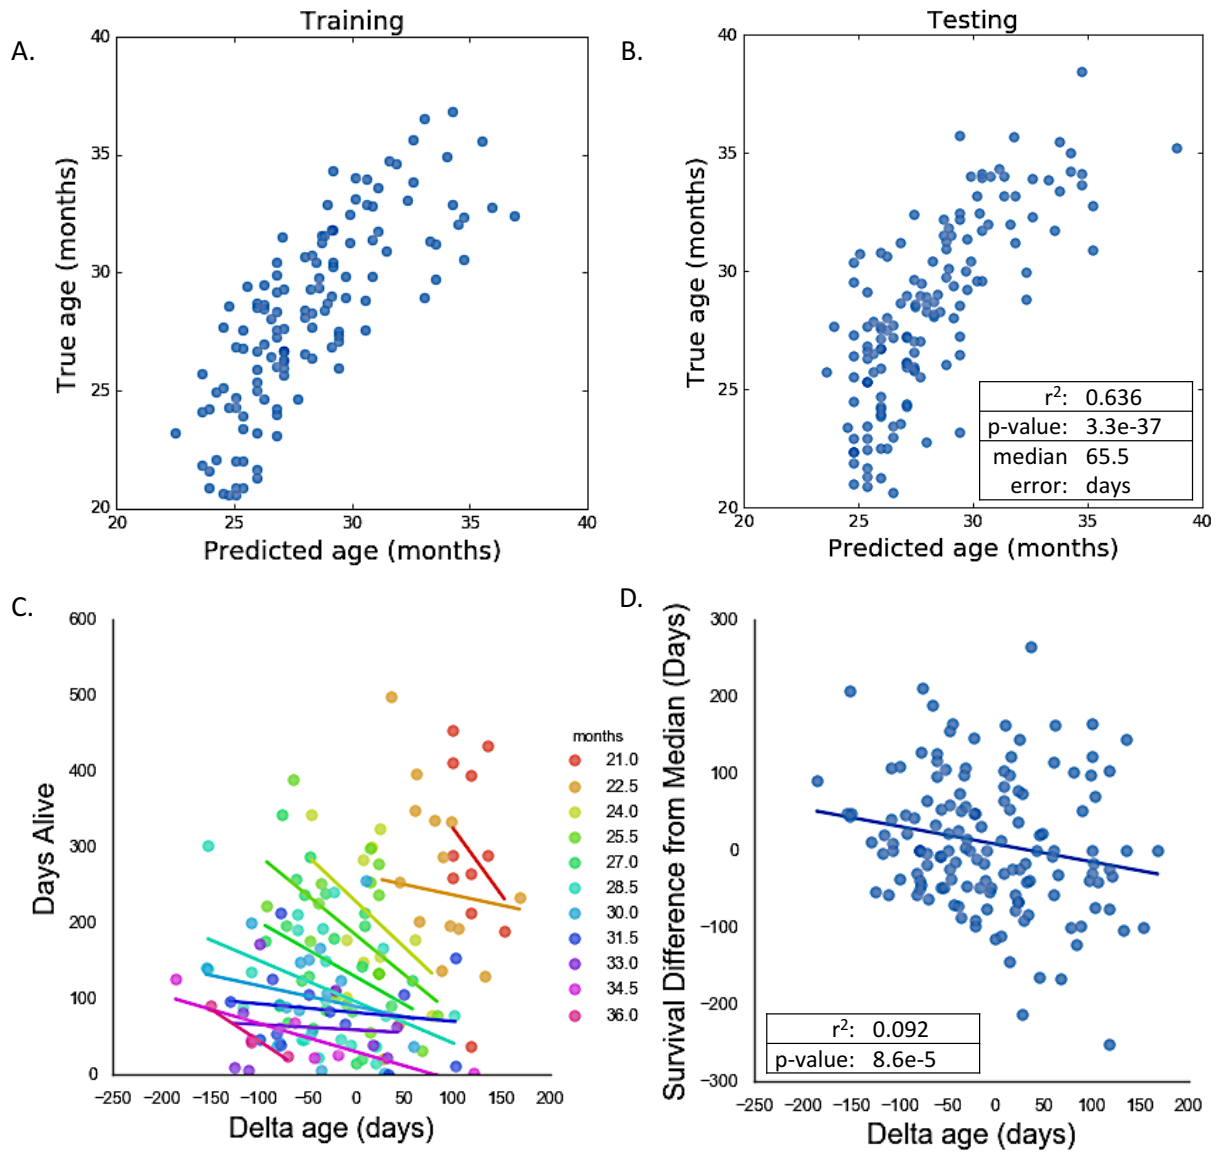 A.
Training
40
35
30
25
20
20 25 30 35 40
True age (months)
Predicted age (months)
B.
Testing
40
35
30
25
20
20 25 30 35 40
True age (months)
Predicted age (months)
r²: 0.636
p-value: 3.3e-37
median 65.5
error: days
C.
600
500
400
300
200
100
0
−250 −200 −150 −100 −50 0 50 100 150 200
Days Alive
Delta age (days)
months
21.0
22.5
24.0
25.5
27.0
28.5
30.0
31.5
33.0
34.5
36.0
D.
300
200
100
0
−100
−200
−300
−250 −200 −150 −100 −50 0 50 100 150 200
Survival Difference from Median (Days)
Delta age (days)
r²: 0.092
p-value: 8.6e-5